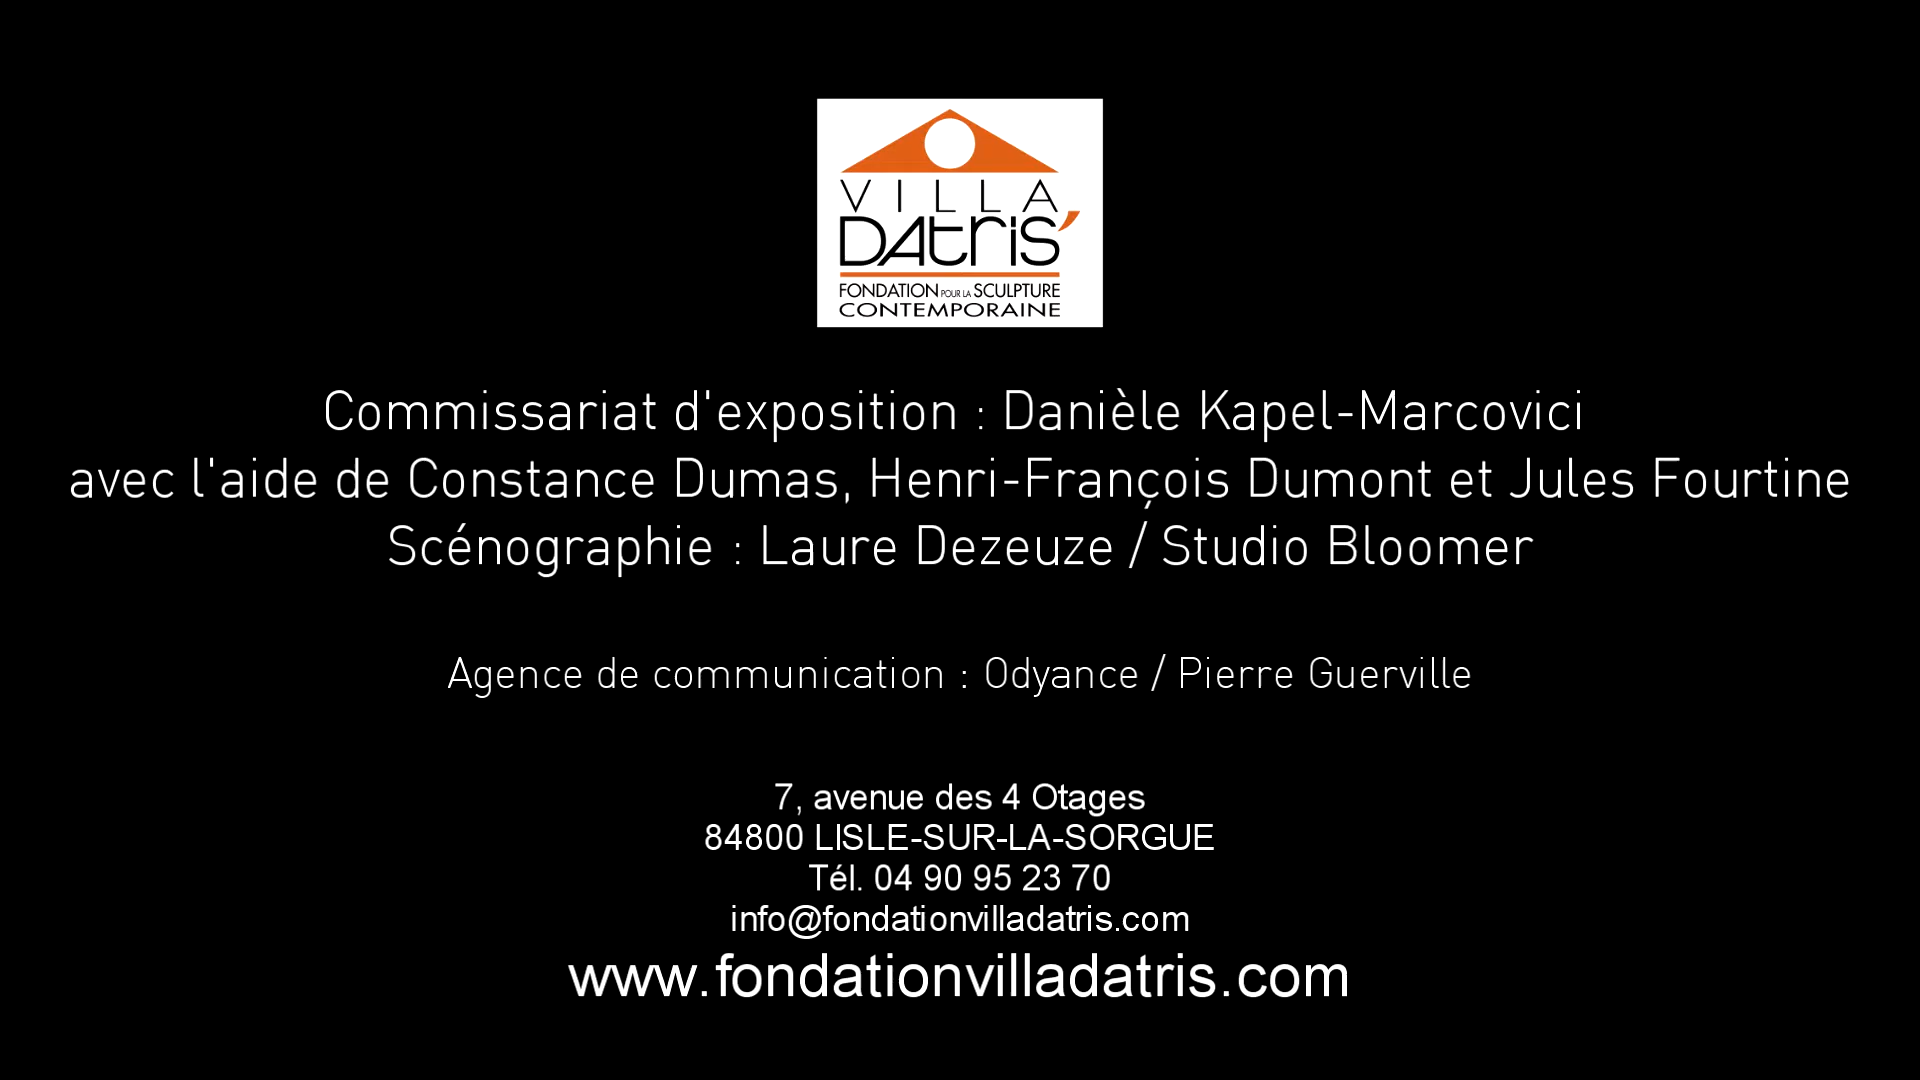 VILLA
DAtris'
FONDATION POUR LA SCULPTURE
CONTEMPORAINE
Commissariat d'exposition : Danièle Kapel-Marcovici
avec l'aide de Constance Dumas, Henri-François Dumont et Jules Fourtine
Scénographie : Laure Dezeuze / Studio Bloomer
Agence de communication : Odyance / Pierre Guerville
7, avenue des 4 Otages
84800 LISLE-SUR-LA-SORGUE
Tél. 04 90 95 23 70
info@fondationvilladatris.com
www.fondationvilladatris.com